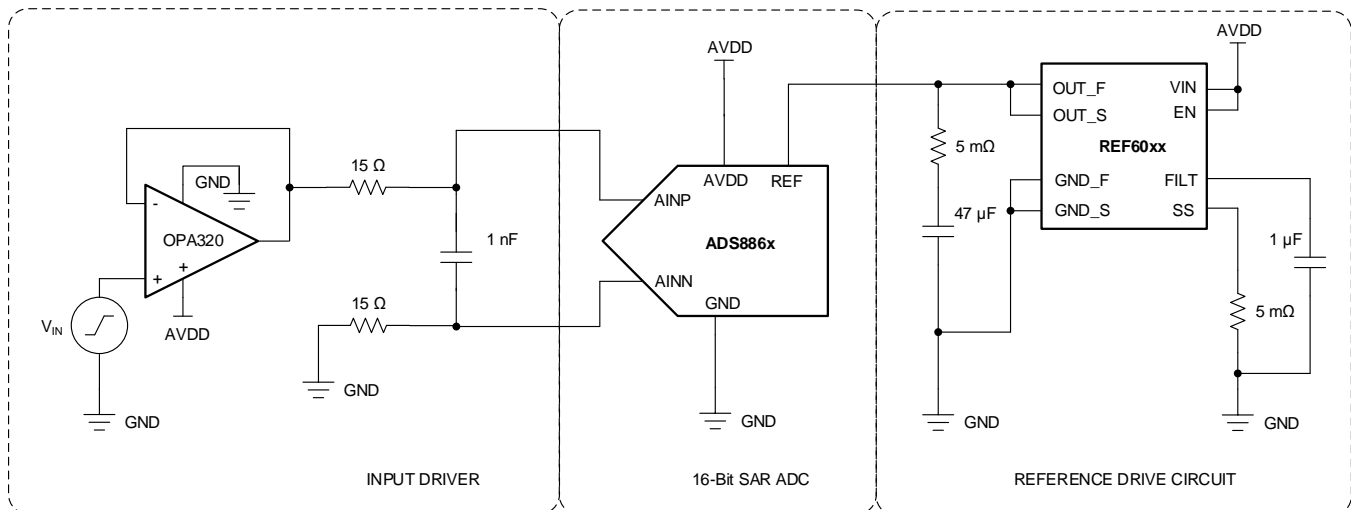 GND
-
OPA320
+
+
VIN
AVDD
GND
15 Ω
1 nF
15 Ω
GND
INPUT DRIVER
AVDD
AVDD
REF
AINP
ADS886x
AINN
GND
GND
16-Bit SAR ADC
AVDD
OUT_F
VIN
OUT_S
EN
REF60xx
5 mΩ
GND_F
FILT
GND_S
SS
47 µF
1 µF
5 mΩ
GND
GND
REFERENCE DRIVE CIRCUIT